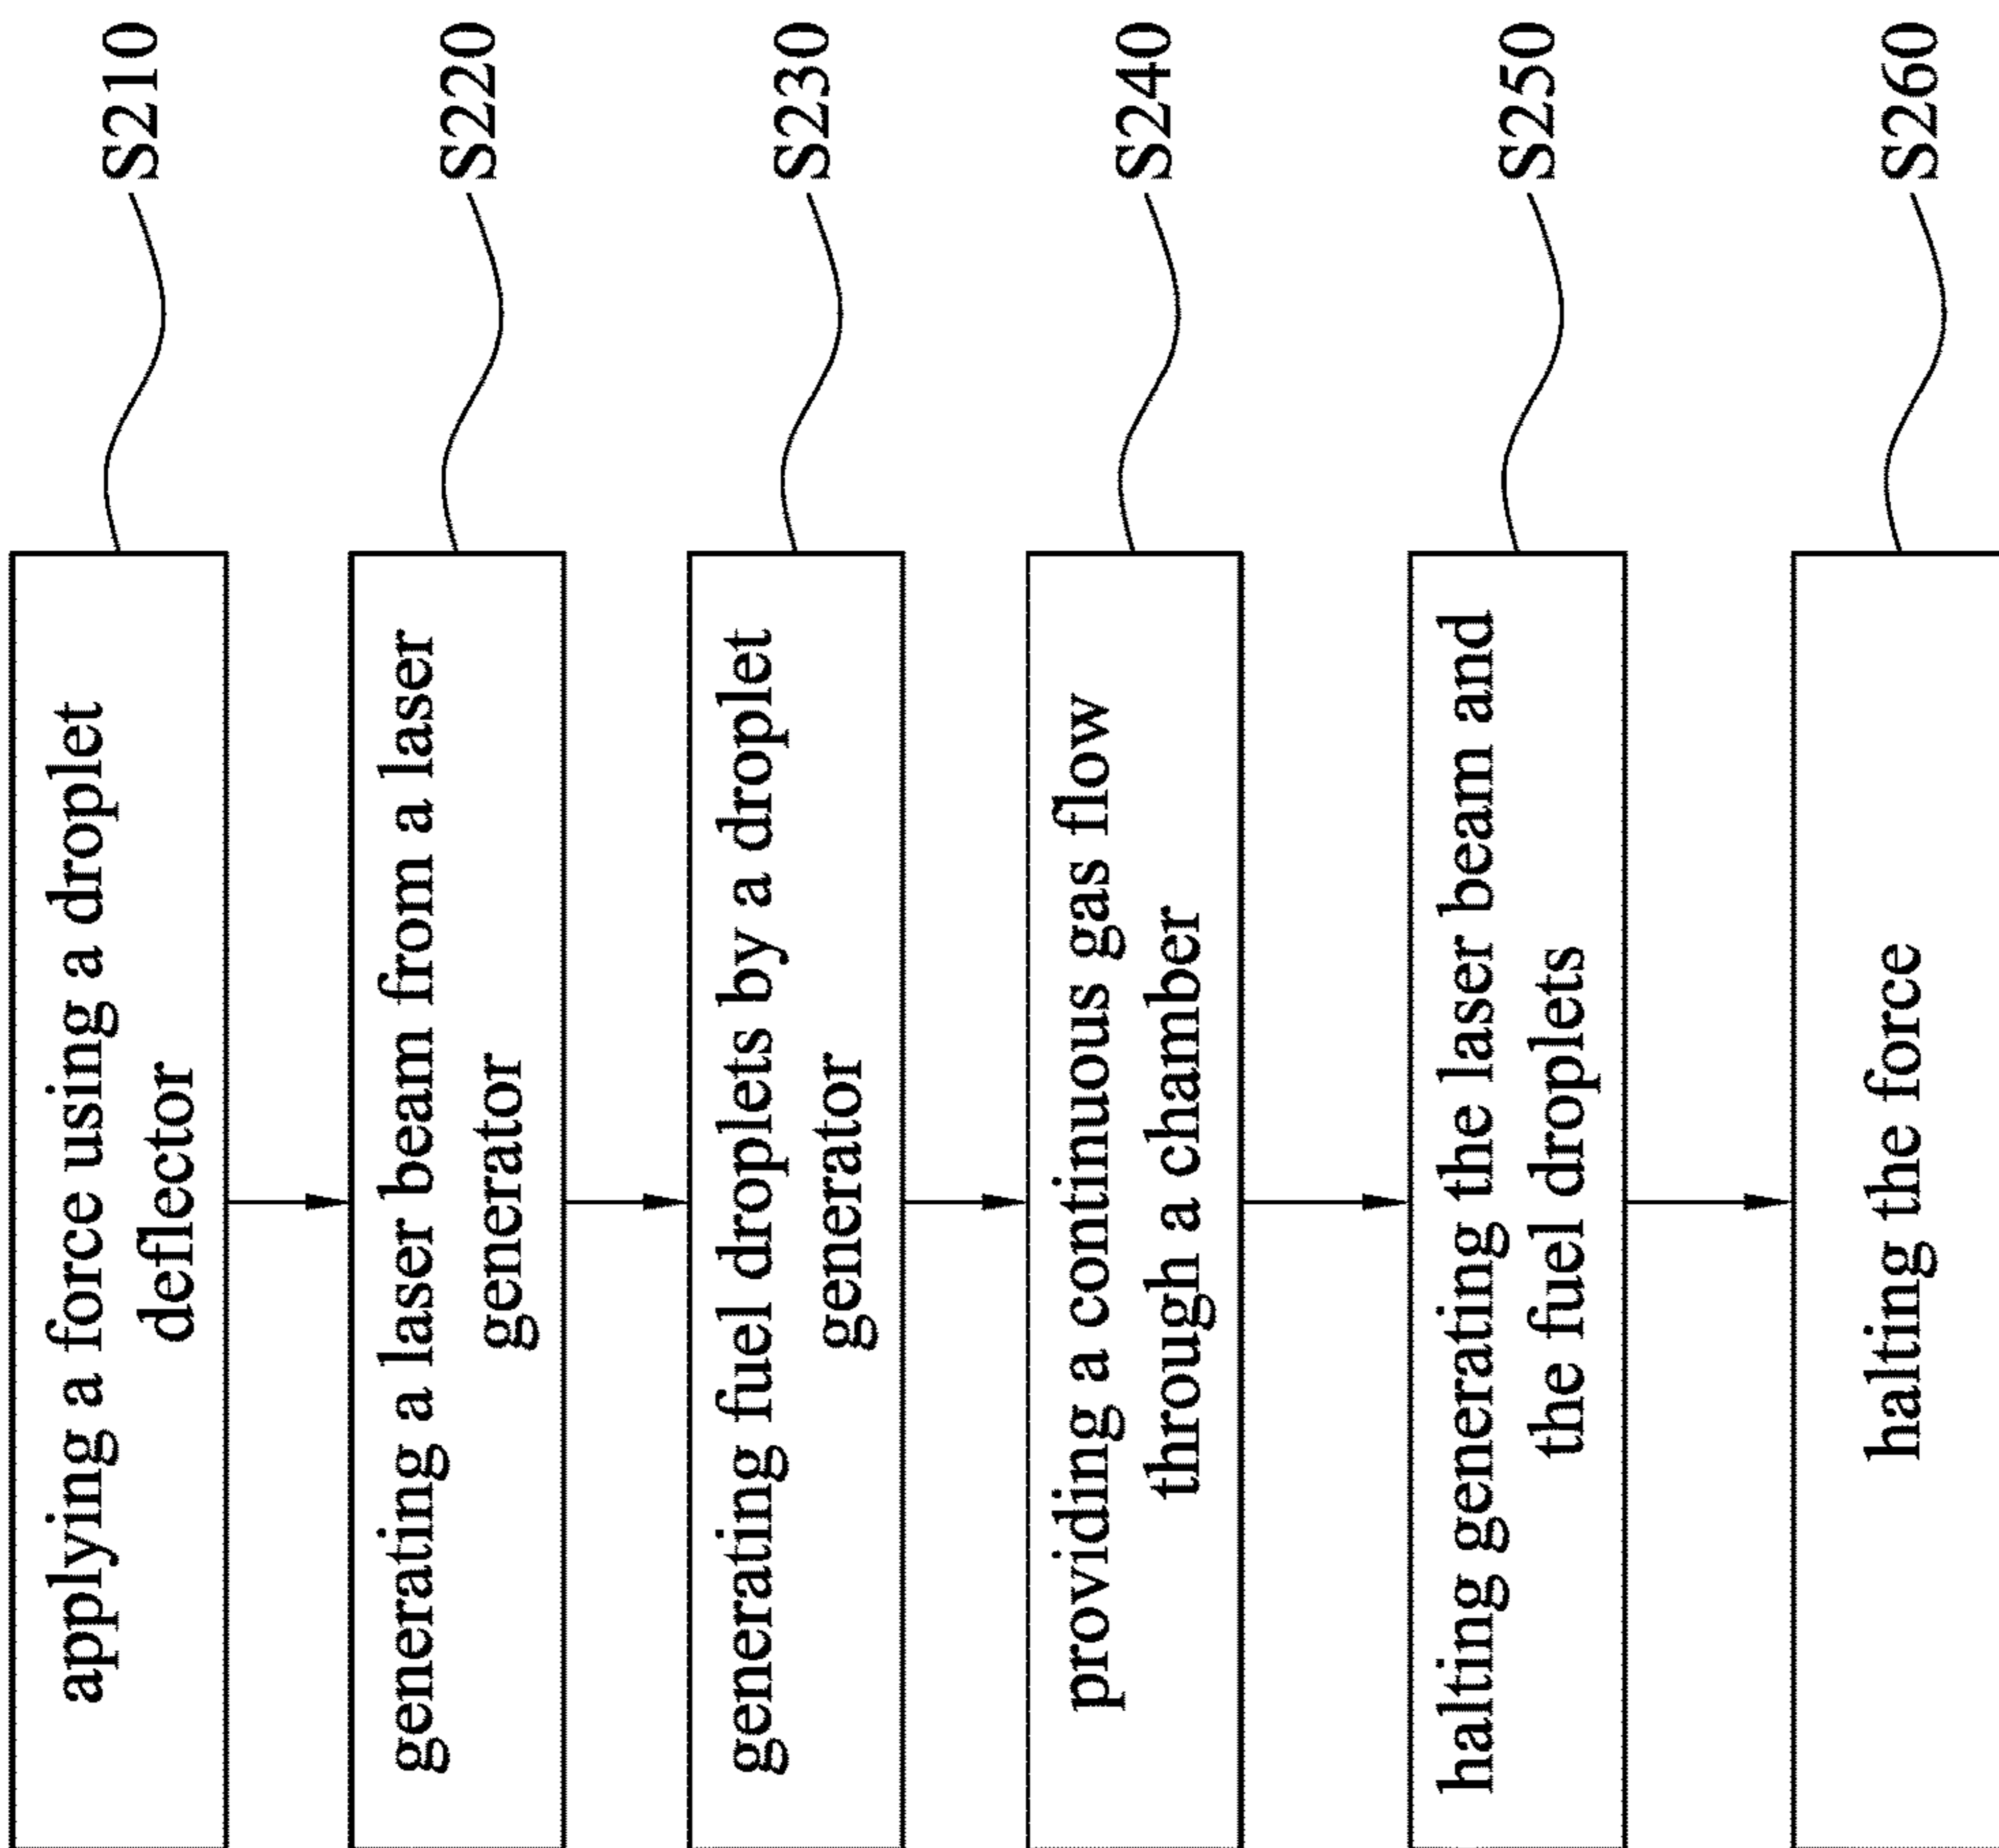 applying a force using a droplet
deflector
S210
generating a laser beam from a laser
generator
S220
generating fuel droplets by a droplet
generator
S230
providing a continuous gas flow
through a chamber
S240
halting generating the laser beam and
the fuel droplets
S250
halting the force
S260